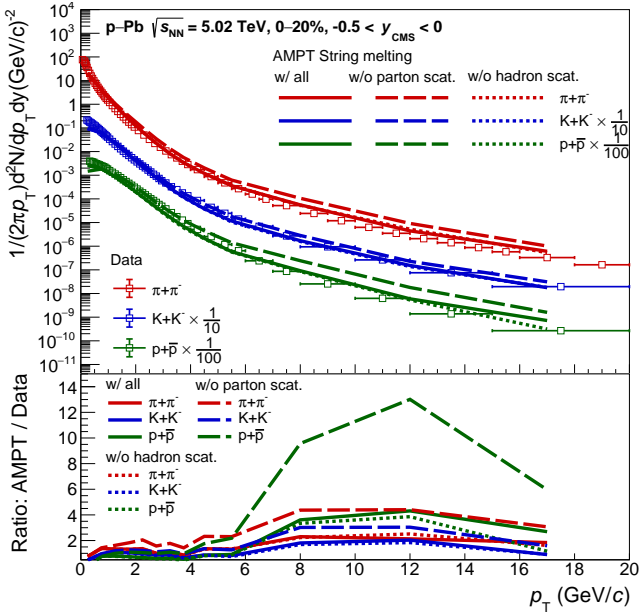 p–Pb √sNN = 5.02 TeV, 0–20%, -0.5 < yCMS < 0
AMPT String melting
w/ all w/o parton scat. w/o hadron scat.
π+π-
K+K- × 1/10
p+p̅ × 1/100
1/(2πpT)d²N/dpTdy(GeV/c)-2
10⁴
10³
10²
10
1
10⁻¹
10⁻²
10⁻³
10⁻⁴
10⁻⁵
10⁻⁶
10⁻⁷
10⁻⁸
10⁻⁹
10⁻¹⁰
10⁻¹¹
Data
π+π-
K+K- × 1/10
p+p̅ × 1/100
Ratio: AMPT / Data
14
12
10
8
6
4
2
w/ all w/o parton scat.
π+π- π+π-
K+K- K+K-
p+p̅ p+p̅
w/o hadron scat.
π+π-
K+K-
p+p̅
0 2 4 6 8 10 12 14 16 18 20
pT (GeV/c)